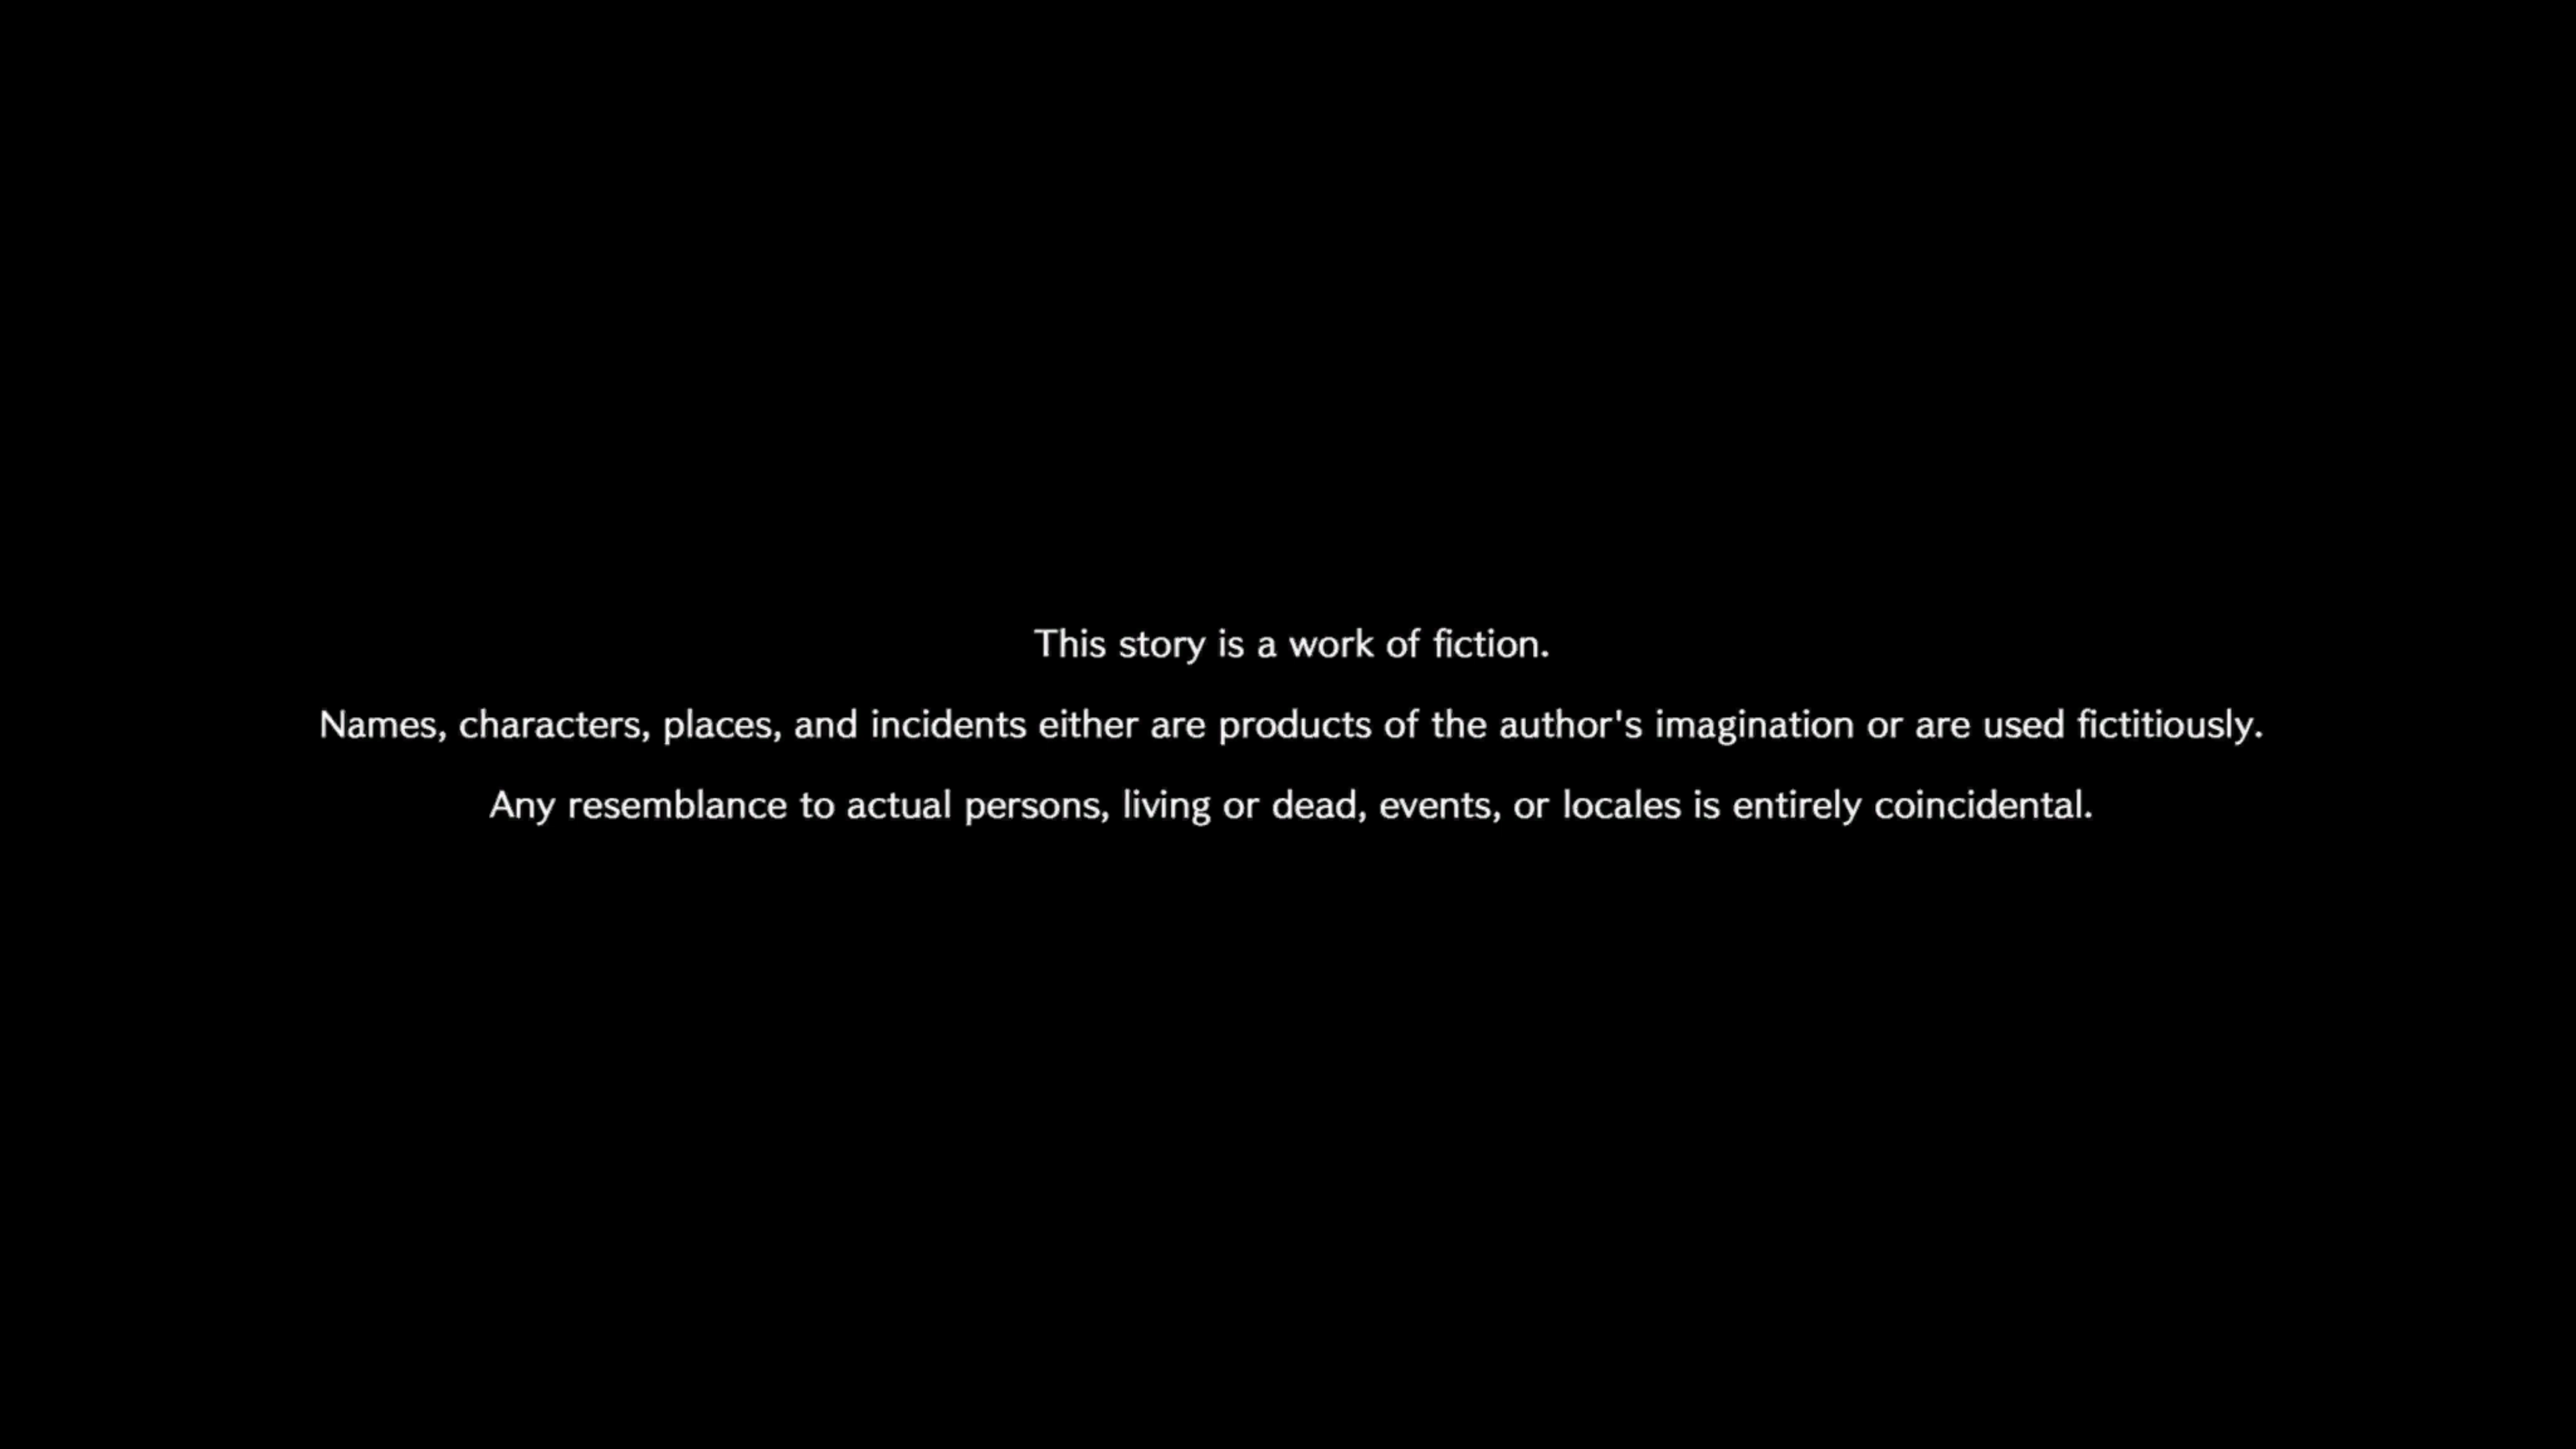 This story is a work of fiction.
Names, characters, places, and incidents either are products of the author's imagination or are used fictitiously.
Any resemblance to actual persons, living or dead, events, or locales is entirely coincidental.